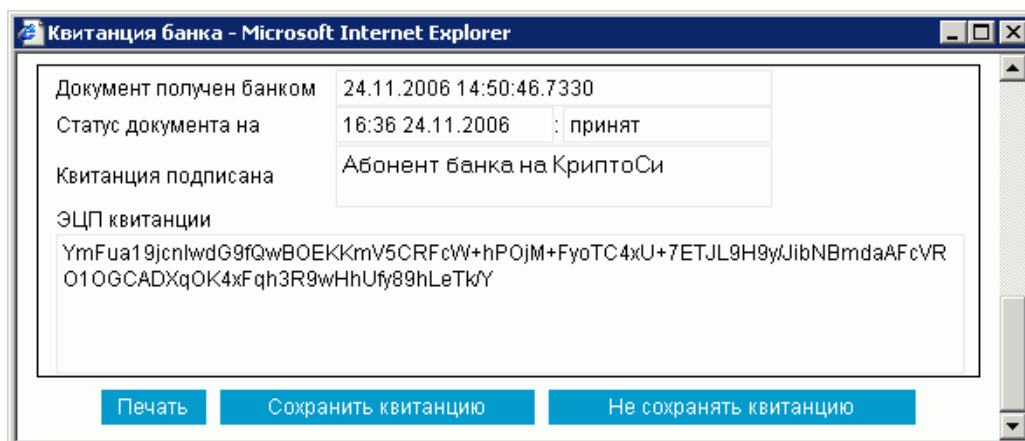 Квитанция банка - Microsoft Internet Explorer
Документ получен банком 24.11.2006 14:50:46.7330
Статус документа на 16:36 24.11.2006 : принят
Квитанция подписана Абонент банка на КриптоСи
ЭЦП квитанции
YmFua19jcnlwdG9fQwBOEKKmV5CRFcW+hPOjM+FyoTC4xU+7ETJL9H9y/JibNBmdaAFcVR
O1OGCADXqOK4xFqh3R9wHhUfy89hLeTk/Y
Печать Сохранить квитанцию Не сохранять квитанцию